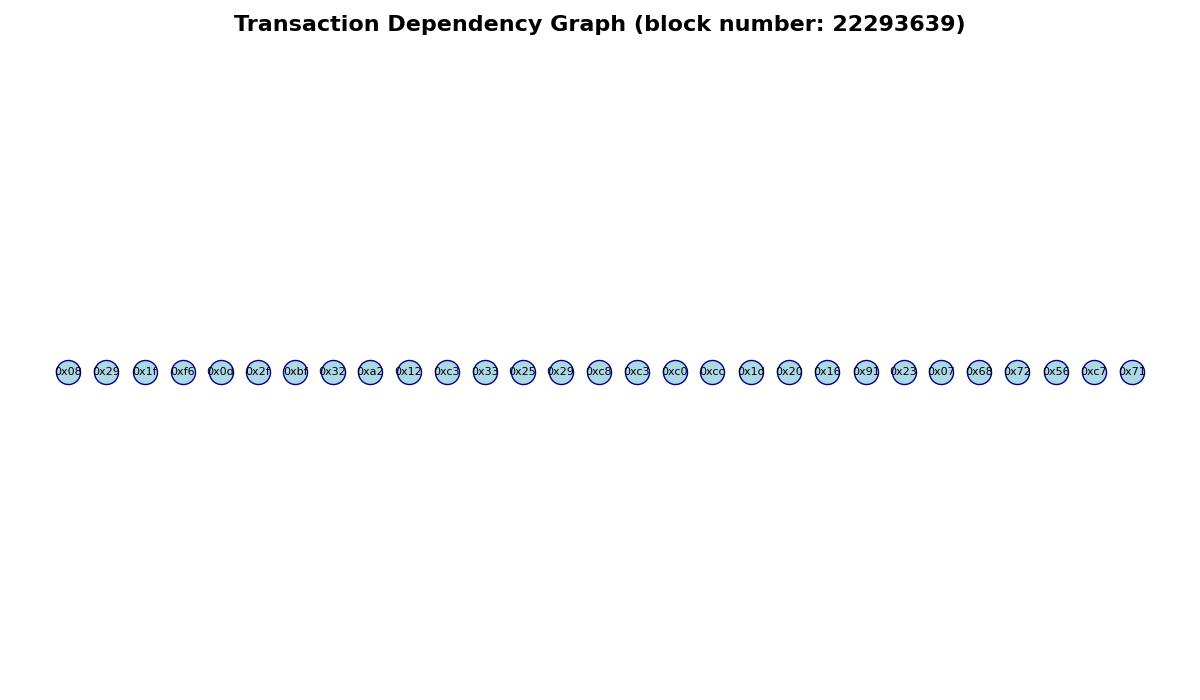 Transaction Dependency Graph (block number: 22293639)
0x08 0x29 0x1f 0xf6 0x0d 0x2f 0xbf 0x32 0xa2 0x12 0xc3 0x33 0x25 0x29 0xc8 0xc3 0xc0 0xcc 0x1d 0x20 0x16 0x91 0x23 0x07 0x68 0x72 0x56 0xc7 0x71